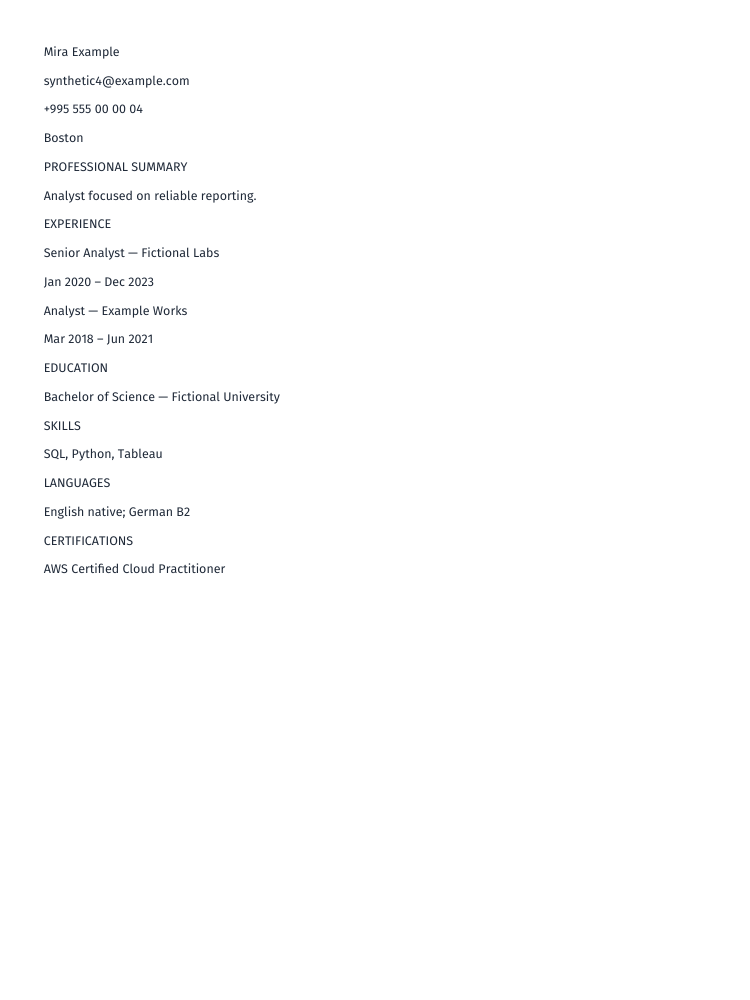 Mira Example
synthetic4@example.com
+995 555 00 00 04
Boston
PROFESSIONAL SUMMARY
Analyst focused on reliable reporting.
EXPERIENCE
Senior Analyst — Fictional Labs
Jan 2020 – Dec 2023
Analyst — Example Works
Mar 2018 – Jun 2021
EDUCATION
Bachelor of Science — Fictional University
SKILLS
SQL, Python, Tableau
LANGUAGES
English native; German B2
CERTIFICATIONS
AWS Certified Cloud Practitioner